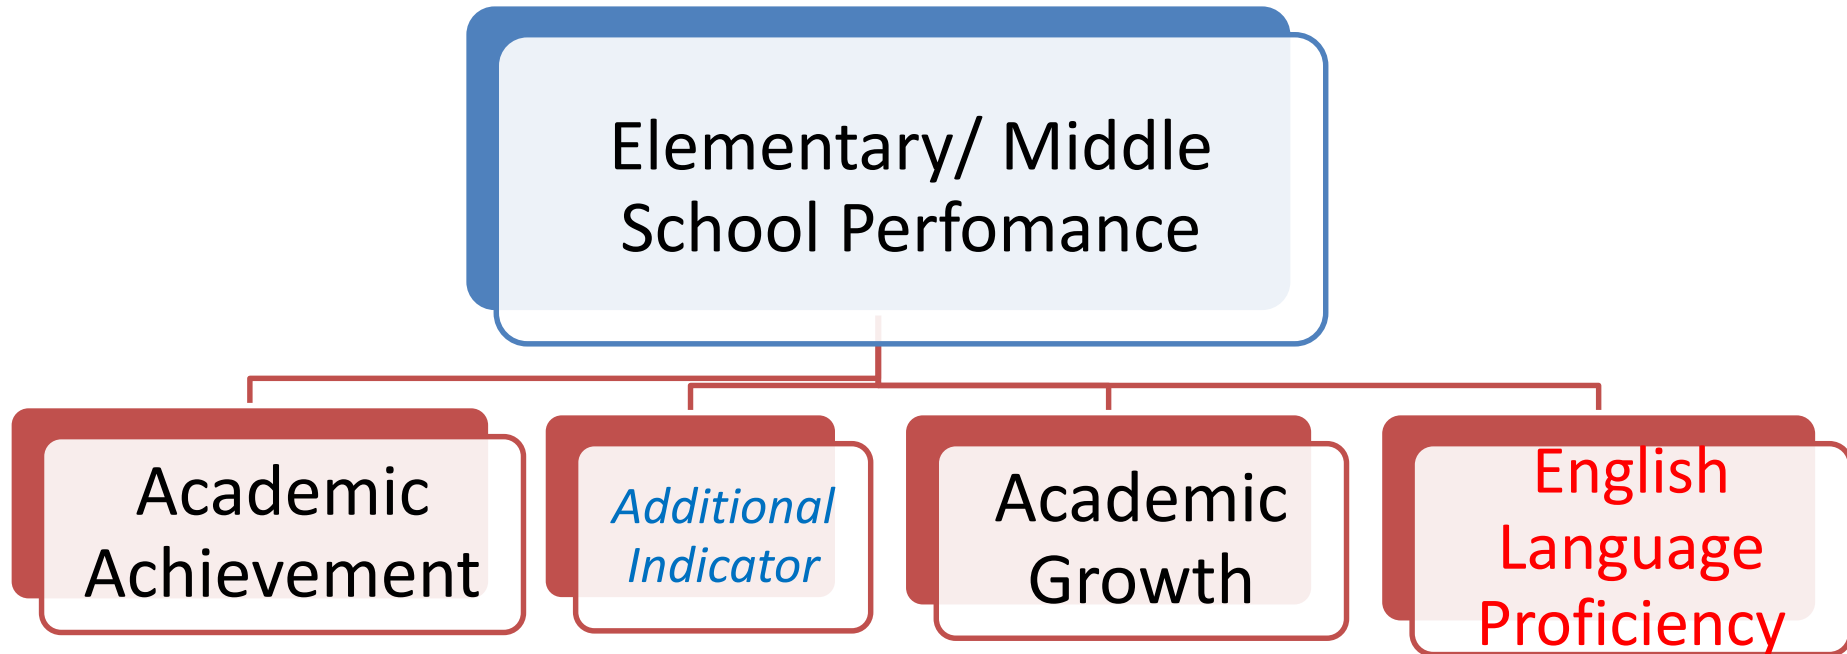 Elementary/ Middle
School Perfomance
Academic
Achievement
Additional
Indicator
Academic
Growth
English
Language
Proficiency